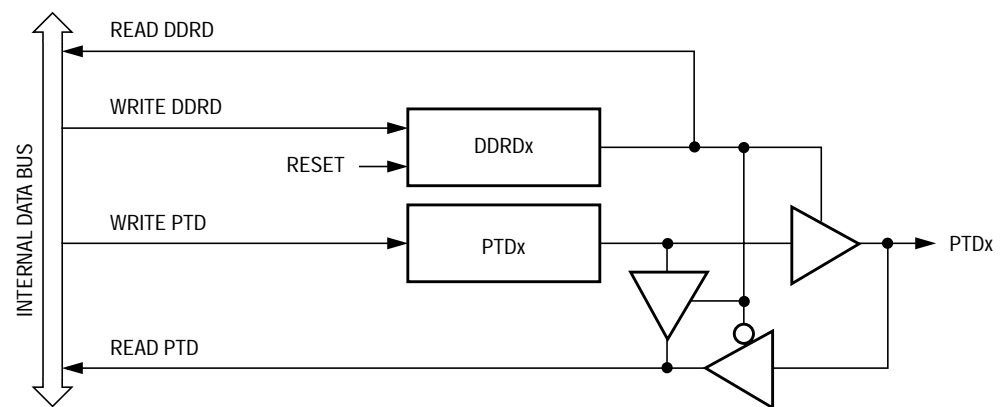 READ DDRD
WRITE DDRD
DDRDx
RESET
INTERNAL DATA BUS
WRITE PTD
PTDx
PTDx
READ PTD